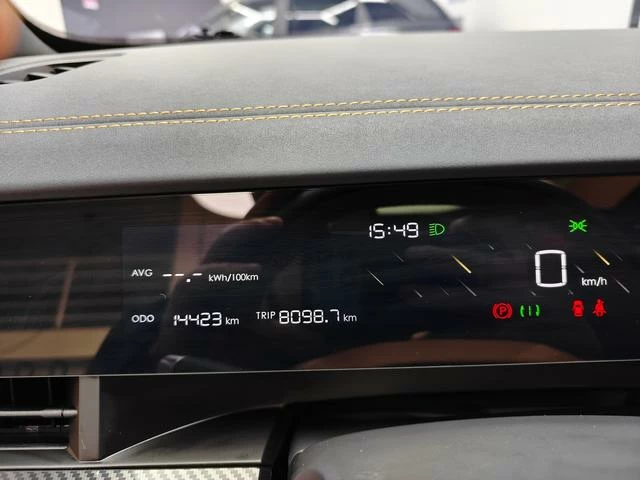 15:49
AVG --.- kWh/100km
0 km/h
ODO 14423 km TRIP 8098.7 km
P